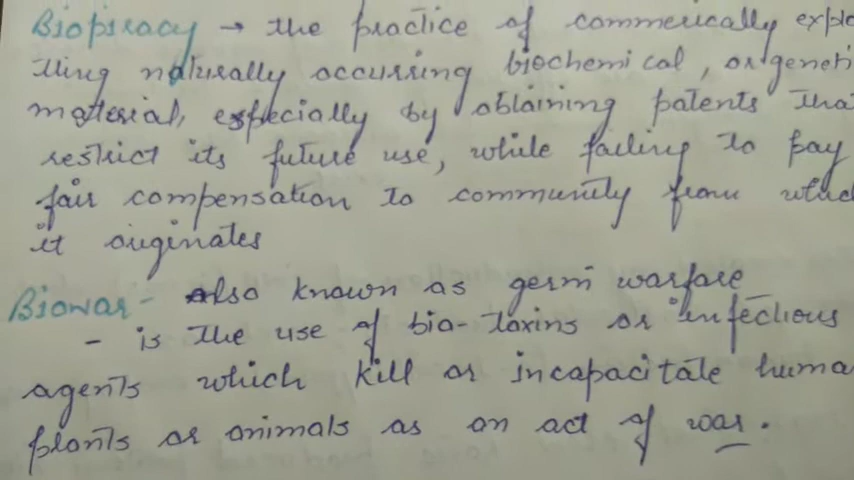 Biopiracy → the practice of commerically explo
iting naturally occurring biochemical, or geneti
material, especially by obtaining patents tha
restrict its future use, while failing to pay
fair compensation to community from which
it originates
Biowar - Also known as germ warfare
- is the use of bio-toxins or infectious
agents which kill or incapacitate huma
plants or animals as an act of war.